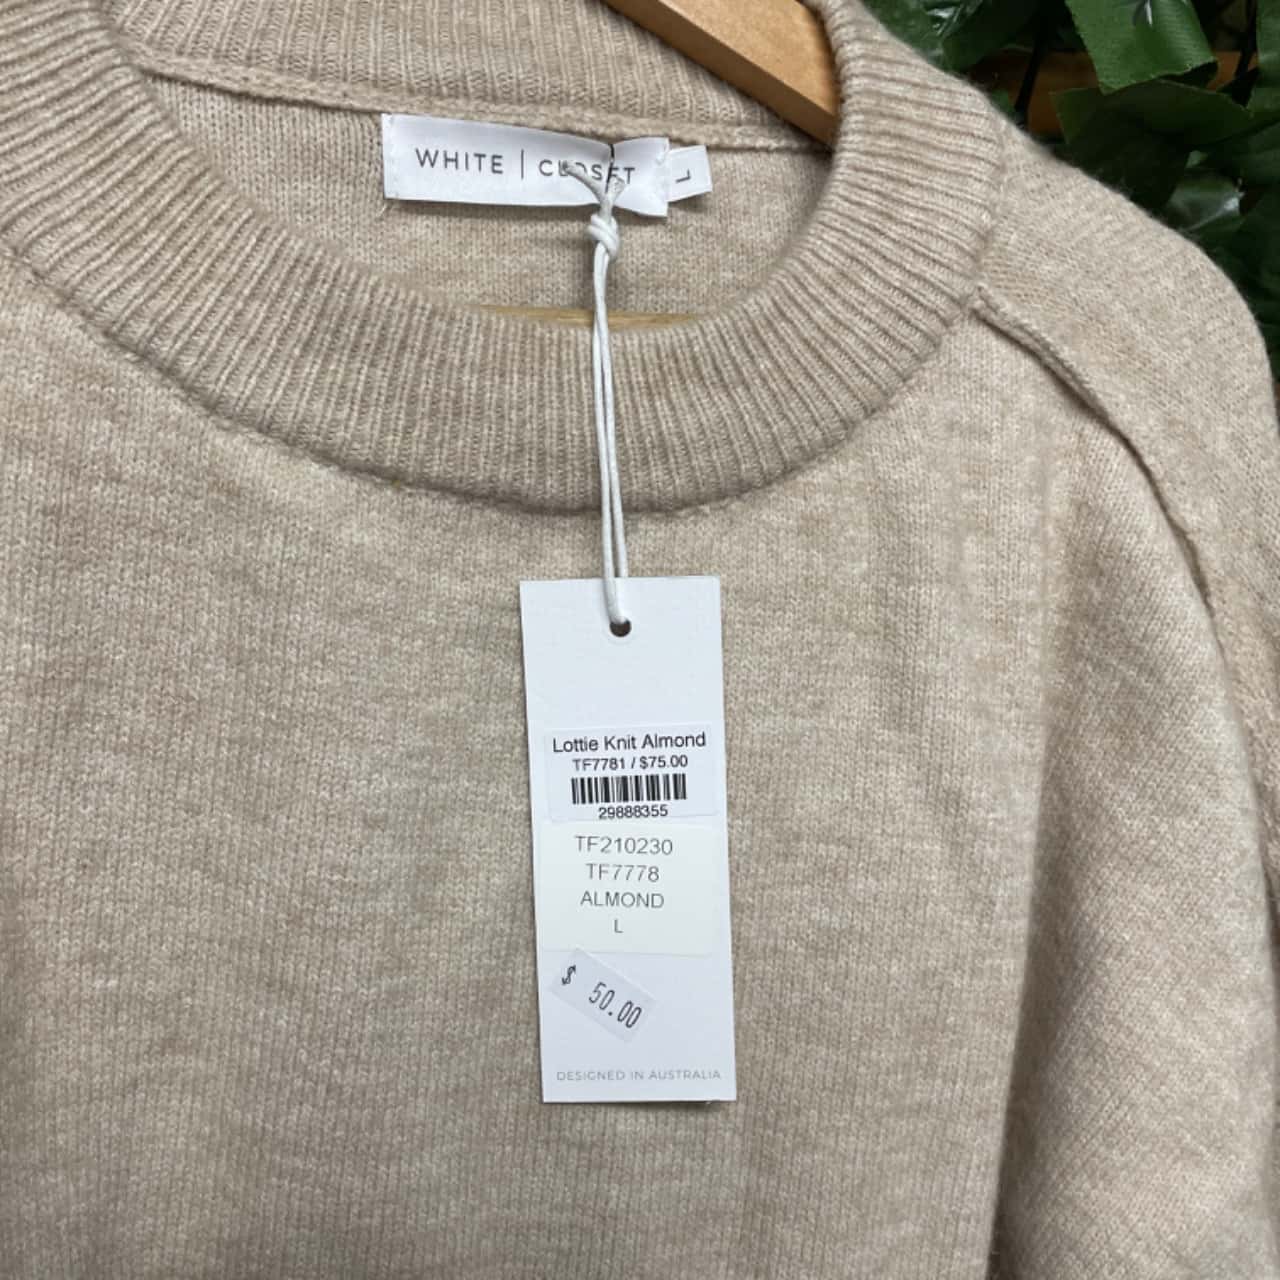 WHITE | CLOSET
L
Lottie Knit Almond
TF7781 / $75.00
29888355
TF210230
TF7778
ALMOND
L
$ 50.00
DESIGNED IN AUSTRALIA